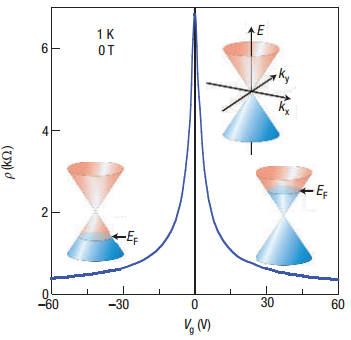 1 K
0 T
E
k_y
k_x
E_F
E_F
ρ (kΩ)
6
4
2
0
–60
–30
0
30
60
V_g (V)